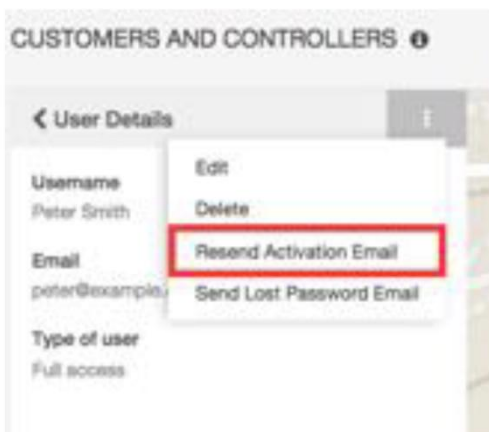 CUSTOMERS AND CONTROLLERS
User Details
Edit
Username
Peter Smith
Delete
Resend Activation Email
Email
peter@example.
Send Lost Password Email
Type of user
Full access